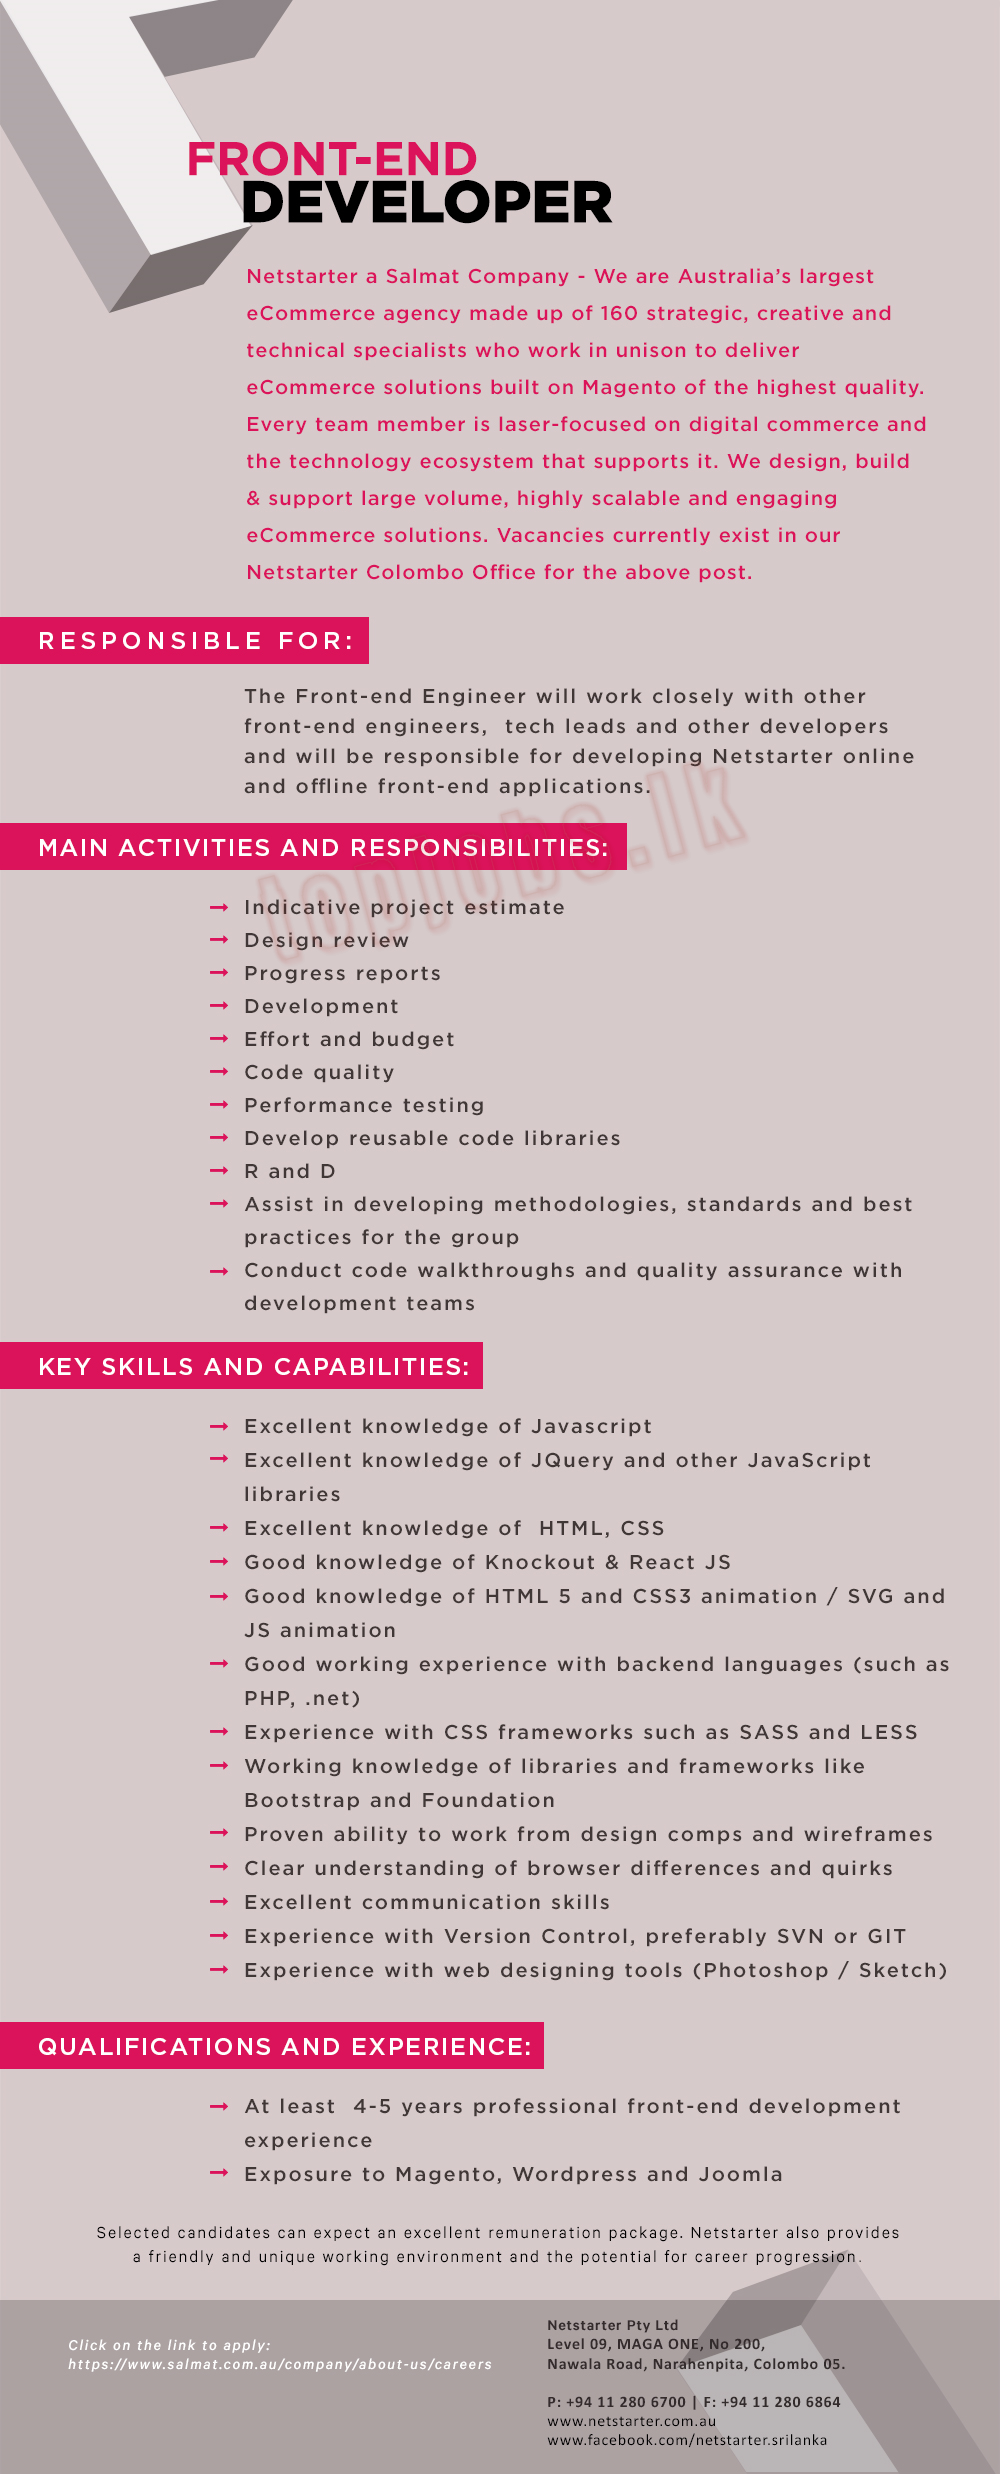 FRONT-END
DEVELOPER
Netstarter a Salmat Company - We are Australia's largest
eCommerce agency made up of 160 strategic, creative and
technical specialists who work in unison to deliver
eCommerce solutions built on Magento of the highest quality.
Every team member is laser-focused on digital commerce and
the technology ecosystem that supports it. We design, build
& support large volume, highly scalable and engaging
eCommerce solutions. Vacancies currently exist in our
Netstarter Colombo Office for the above post.
RESPONSIBLE FOR:
The Front-end Engineer will work closely with other
front-end engineers, tech leads and other developers
and will be responsible for developing Netstarter online
and offline front-end applications.
topjobs.lk
MAIN ACTIVITIES AND RESPONSIBILITIES:
→ Indicative project estimate
→ Design review
→ Progress reports
→ Development
→ Effort and budget
→ Code quality
→ Performance testing
→ Develop reusable code libraries
→ R and D
→ Assist in developing methodologies, standards and best
practices for the group
→ Conduct code walkthroughs and quality assurance with
development teams
KEY SKILLS AND CAPABILITIES:
→ Excellent knowledge of Javascript
→ Excellent knowledge of JQuery and other JavaScript
libraries
→ Excellent knowledge of HTML, CSS
→ Good knowledge of Knockout & React JS
→ Good knowledge of HTML 5 and CSS3 animation / SVG and
JS animation
→ Good working experience with backend languages (such as
PHP, .net)
→ Experience with CSS frameworks such as SASS and LESS
→ Working knowledge of libraries and frameworks like
Bootstrap and Foundation
→ Proven ability to work from design comps and wireframes
→ Clear understanding of browser differences and quirks
→ Excellent communication skills
→ Experience with Version Control, preferably SVN or GIT
→ Experience with web designing tools (Photoshop / Sketch)
QUALIFICATIONS AND EXPERIENCE:
→ At least 4-5 years professional front-end development
experience
→ Exposure to Magento, Wordpress and Joomla
Selected candidates can expect an excellent remuneration package. Netstarter also provides
a friendly and unique working environment and the potential for career progression.
Click on the link to apply:
https://www.salmat.com.au/company/about-us/careers
Netstarter Pty Ltd
Level 09, MAGA ONE, No 200,
Nawala Road, Narahenpita, Colombo 05.
P: +94 11 280 6700 | F: +94 11 280 6864
www.netstarter.com.au
www.facebook.com/netstarter.srilanka